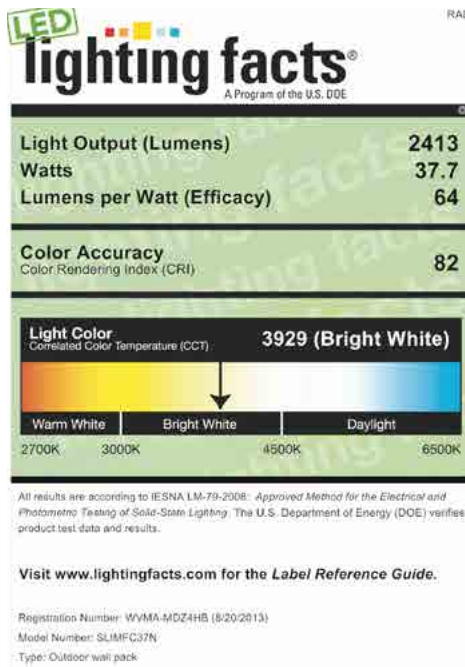 LED
lighting facts®
A Program of the U.S. DOE
Light Output (Lumens) 2413
Watts 37.7
Lumens per Watt (Efficacy) 64
Color Accuracy 82
Color Rendering Index (CRI)
Light Color
Correlated Color Temperature (CCT) 3929 (Bright White)
Warm White Bright White Daylight
2700K 3000K 4500K 6500K
All results are according to IESNA LM-79-2008: Approved Method for the Electrical and
Photometric Testing of Solid-State Lighting. The U.S. Department of Energy (DOE) verifies
product test data and results.
Visit www.lightingfacts.com for the Label Reference Guide.
Registration Number: WVMA-MDZ4HB (8/20/2013)
Model Number: SLIMFC37N
Type: Outdoor wall pack